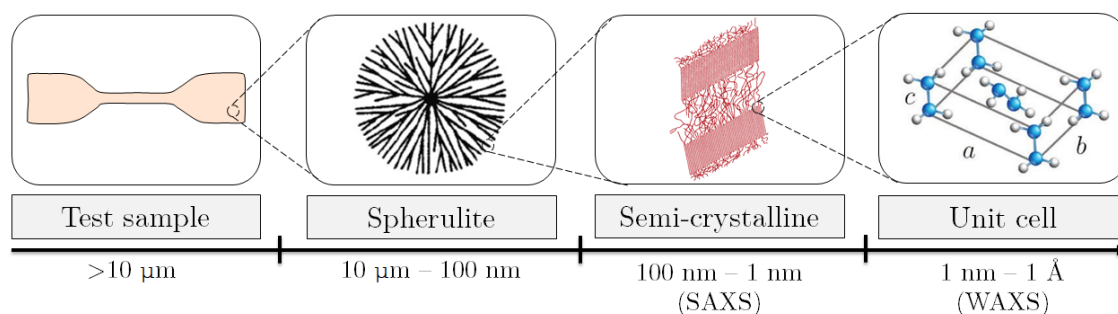 c
a
b
Test sample
Spherulite
Semi-crystalline
Unit cell
>10 µm
10 µm – 100 nm
100 nm – 1 nm
(SAXS)
1 nm – 1 Å
(WAXS)